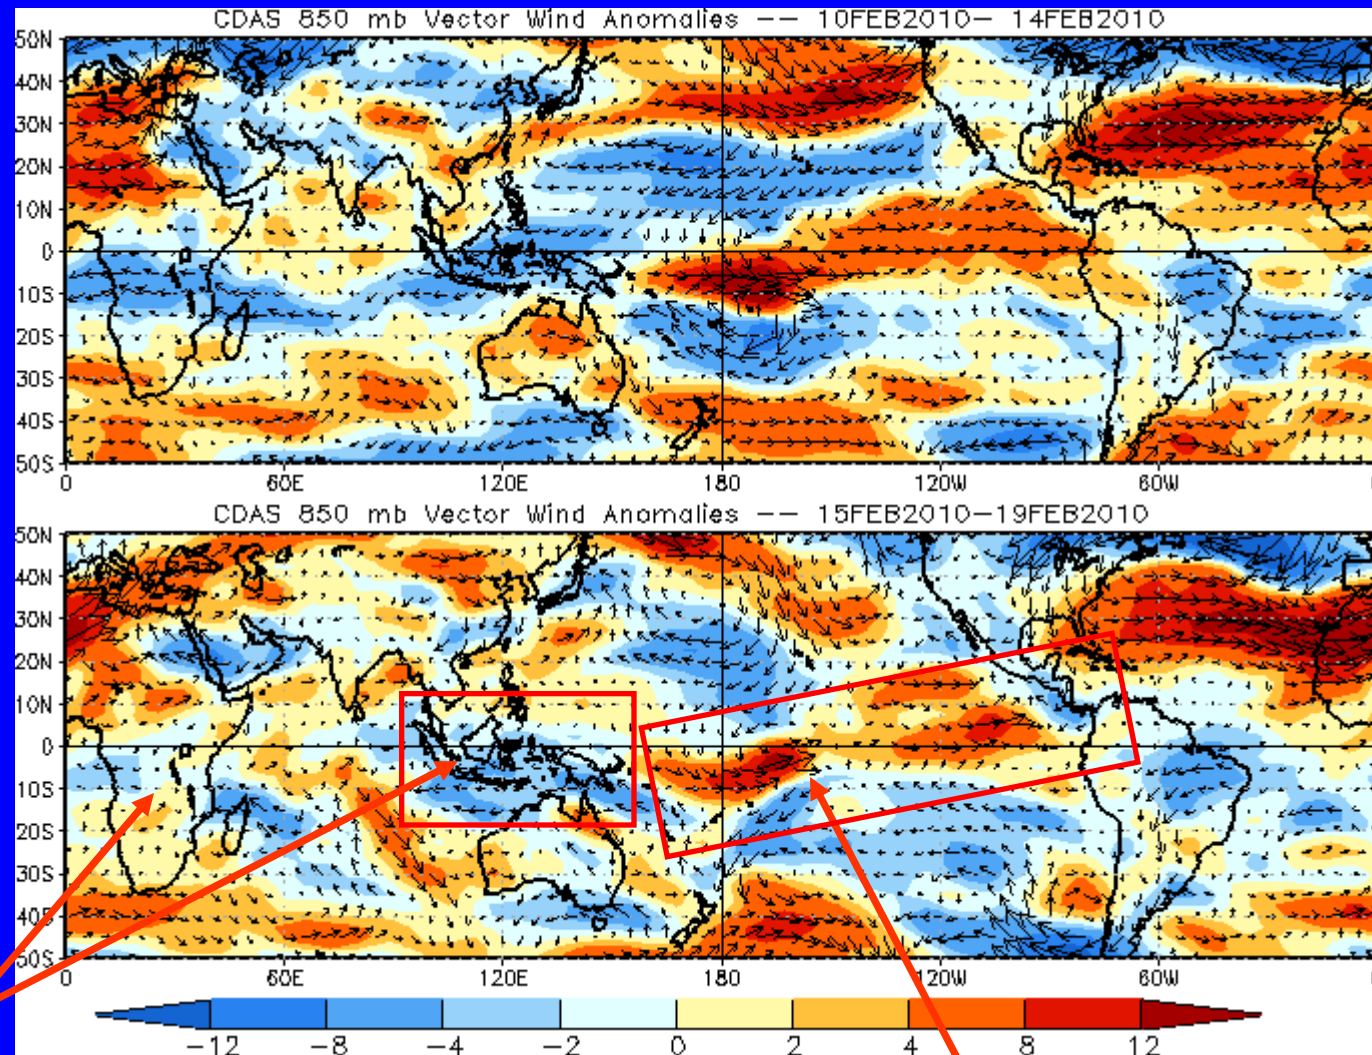 CDAS 850 mb Vector Wind Anomalies -- 10FEB2010- 14FEB2010
50N
40N
30N
20N
10N
0
10S
20S
30S
40S
50S
0 60E 120E 180 120W 60W
CDAS 850 mb Vector Wind Anomalies -- 15FEB2010-19FEB2010
50N
40N
30N
20N
10N
0
10S
20S
30S
40S
50S
0 60E 120E 180 120W 60W
-12 -8 -4 -2 0 2 4 8 12